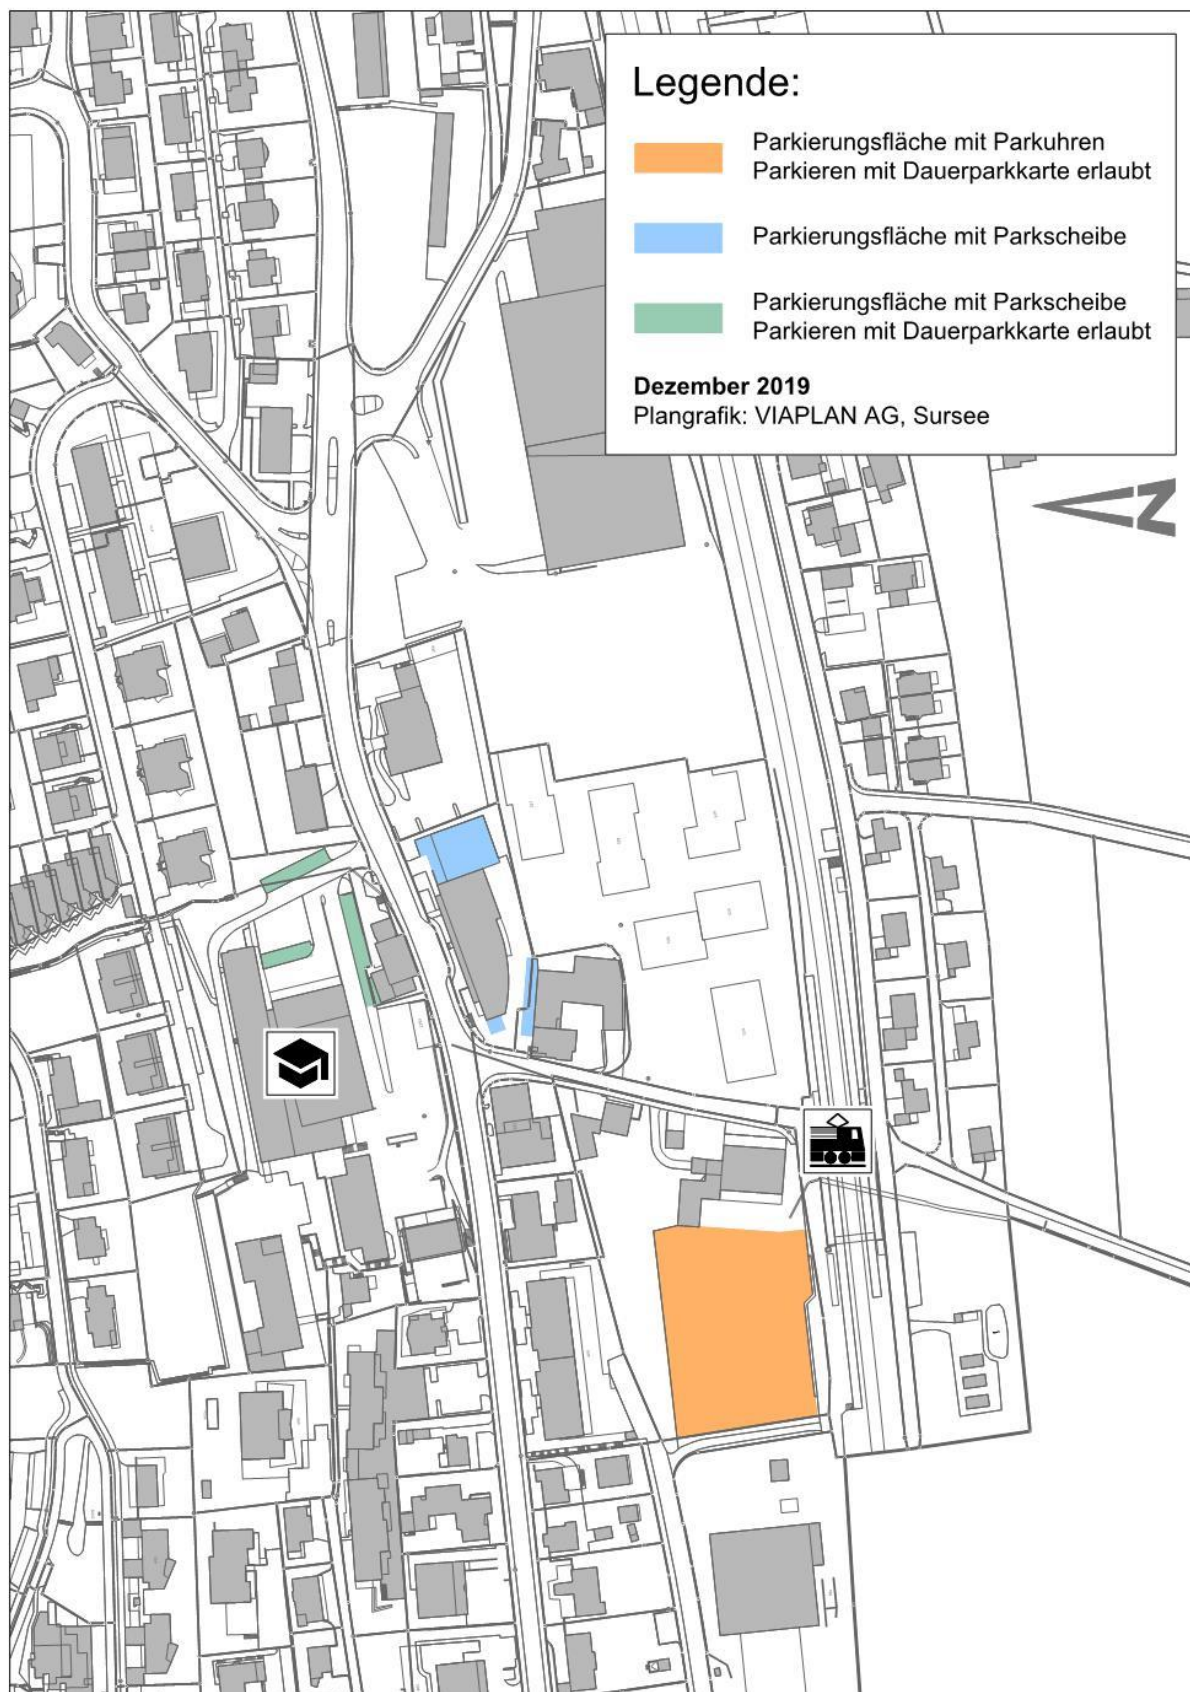 Legende:
Parkierungsfläche mit Parkuhren
Parkieren mit Dauerparkkarte erlaubt
Parkierungsfläche mit Parkscheibe
Parkierungsfläche mit Parkscheibe
Parkieren mit Dauerparkkarte erlaubt
Dezember 2019
Plangrafik: VIAPLAN AG, Sursee
N